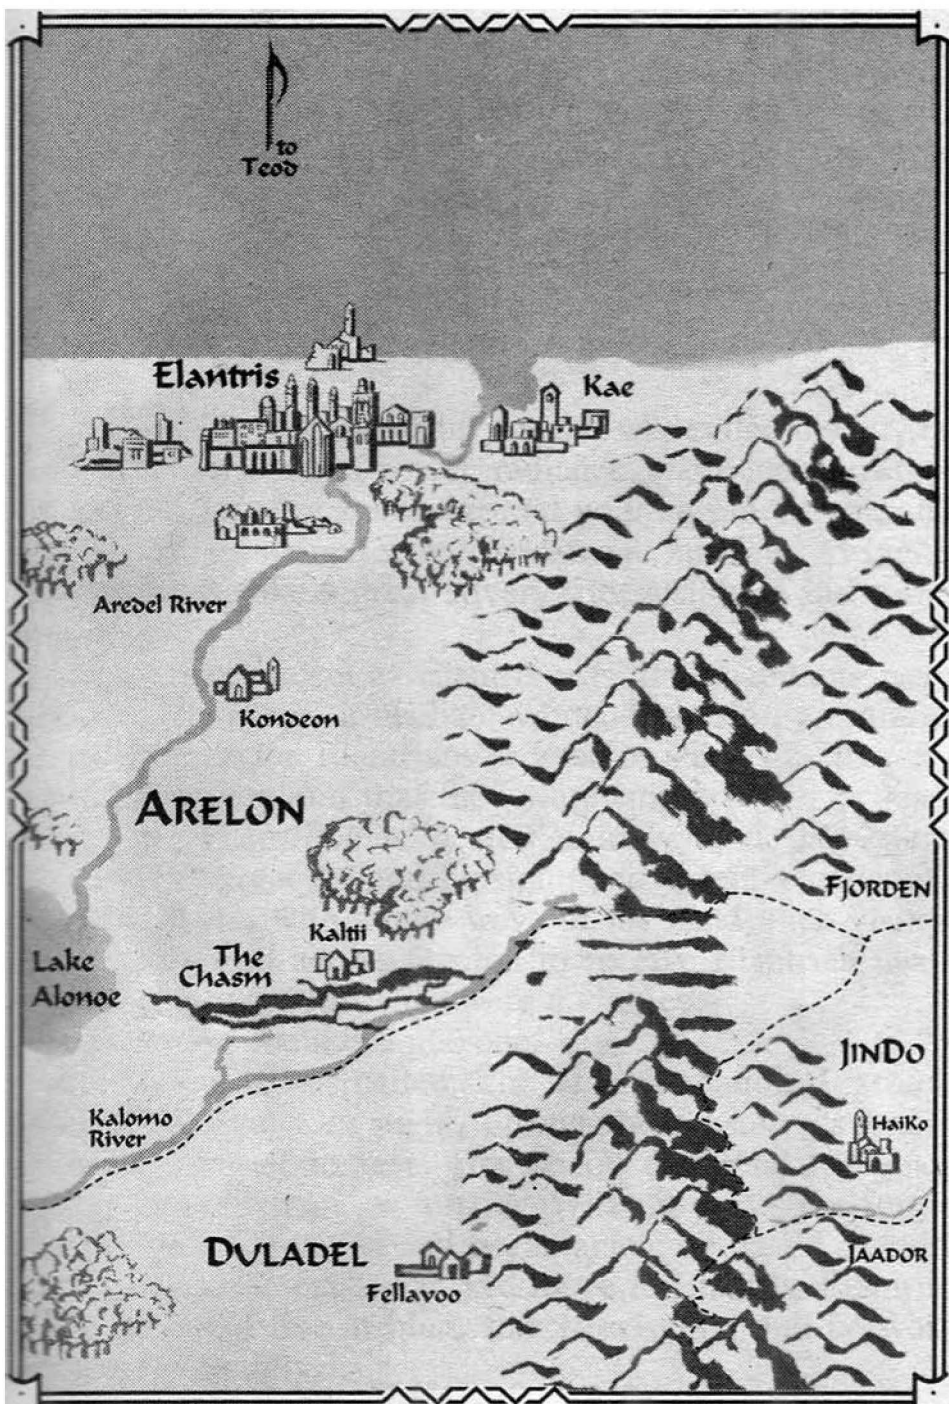 to
Teod
Elantris
Kae
Aredel River
Kondeon
ARELON
FJORDEN
Kaltii
The
Chasm
Lake
Alonoe
JINDO
Kalomo
River
HaiKo
DULADEL
JAADOR
Fellavoo